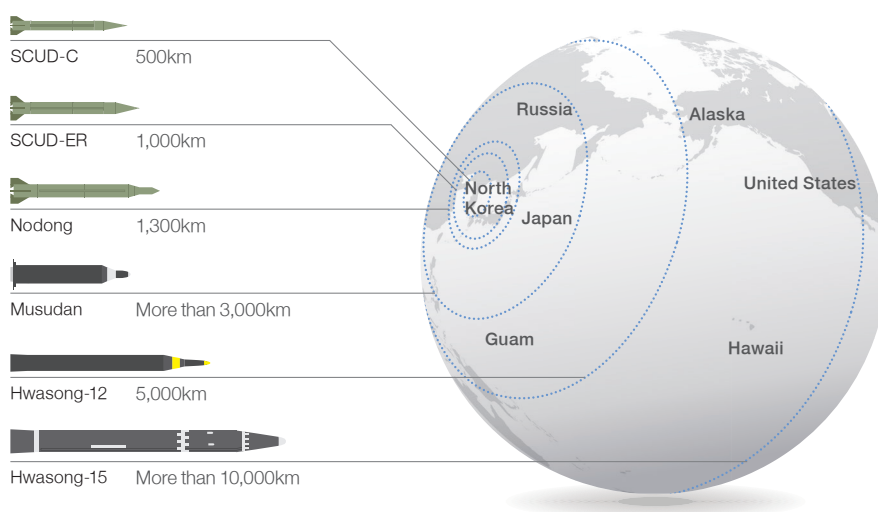 SCUD-C 500km
SCUD-ER 1,000km
Nodong 1,300km
Musudan More than 3,000km
Hwasong-12 5,000km
Hwasong-15 More than 10,000km
Russia
Alaska
United States
North
Korea
Japan
Guam
Hawaii